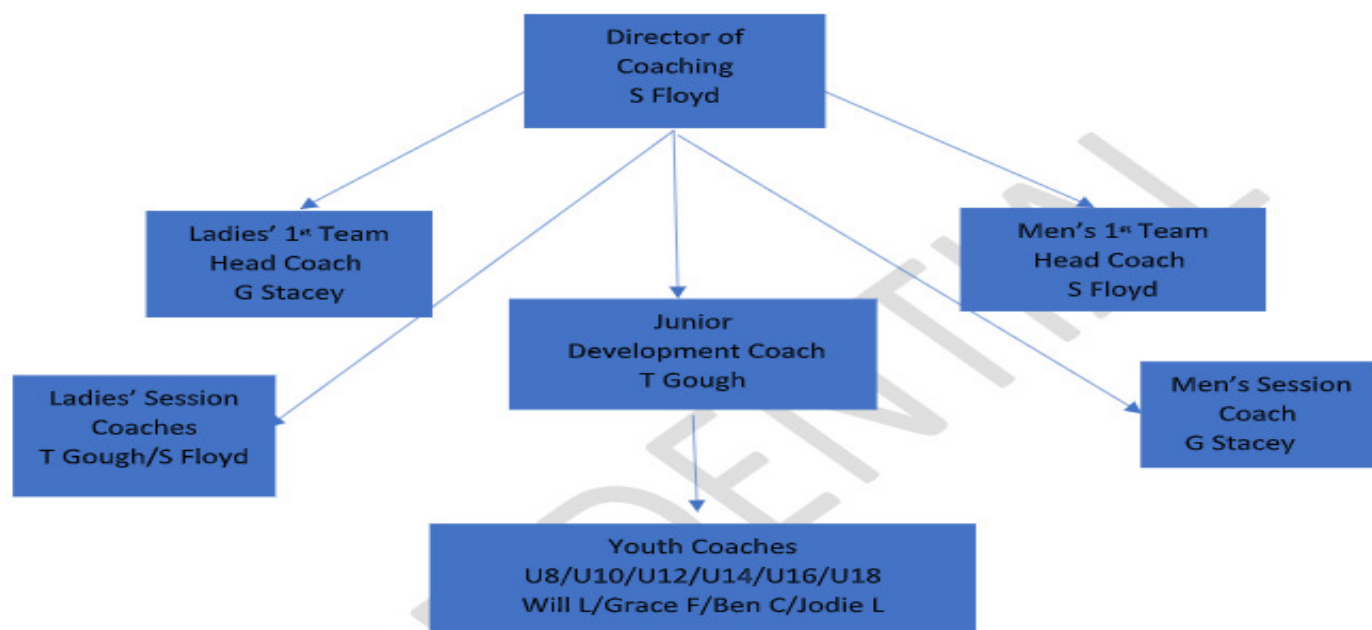 Director of
Coaching
S Floyd
Ladies' 1st Team
Head Coach
G Stacey
Men's 1st Team
Head Coach
S Floyd
Junior
Development Coach
T Gough
Ladies' Session
Coaches
T Gough/S Floyd
Men's Session
Coach
G Stacey
Youth Coaches
U8/U10/U12/U14/U16/U18
Will L/Grace F/Ben C/Jodie L
DENTIAL